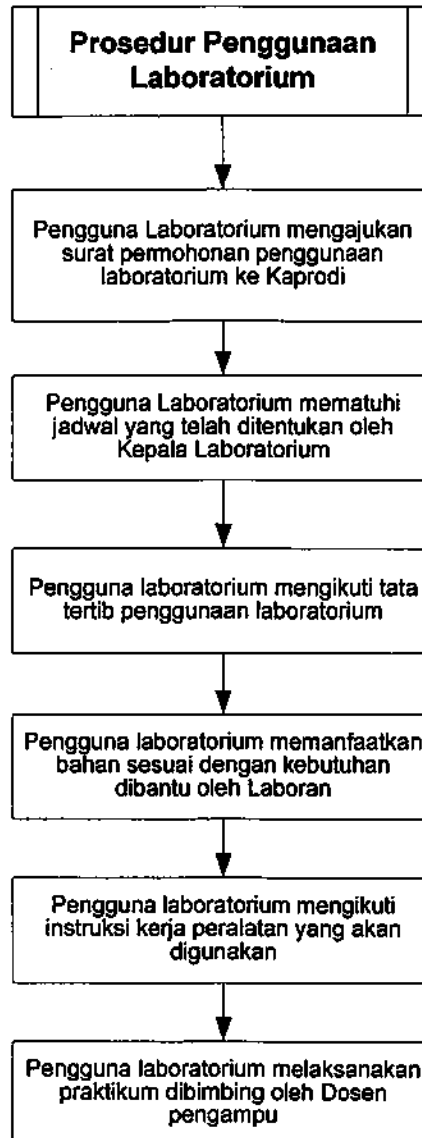 Prosedur Penggunaan
Laboratorium
Pengguna Laboratorium mengajukan
surat permohonan penggunaan
laboratorium ke Kaprodi
Pengguna Laboratorium mematuhi
jadwal yang telah ditentukan oleh
Kepala Laboratorium
Pengguna laboratorium mengikuti tata
tertib penggunaan laboratorium
Pengguna laboratorium memanfaatkan
bahan sesuai dengan kebutuhan
dibantu oleh Laboran
Pengguna laboratorium mengikuti
instruksi kerja peralatan yang akan
digunakan
Pengguna laboratorium melaksanakan
praktikum dibimbing oleh Dosen
pengampu